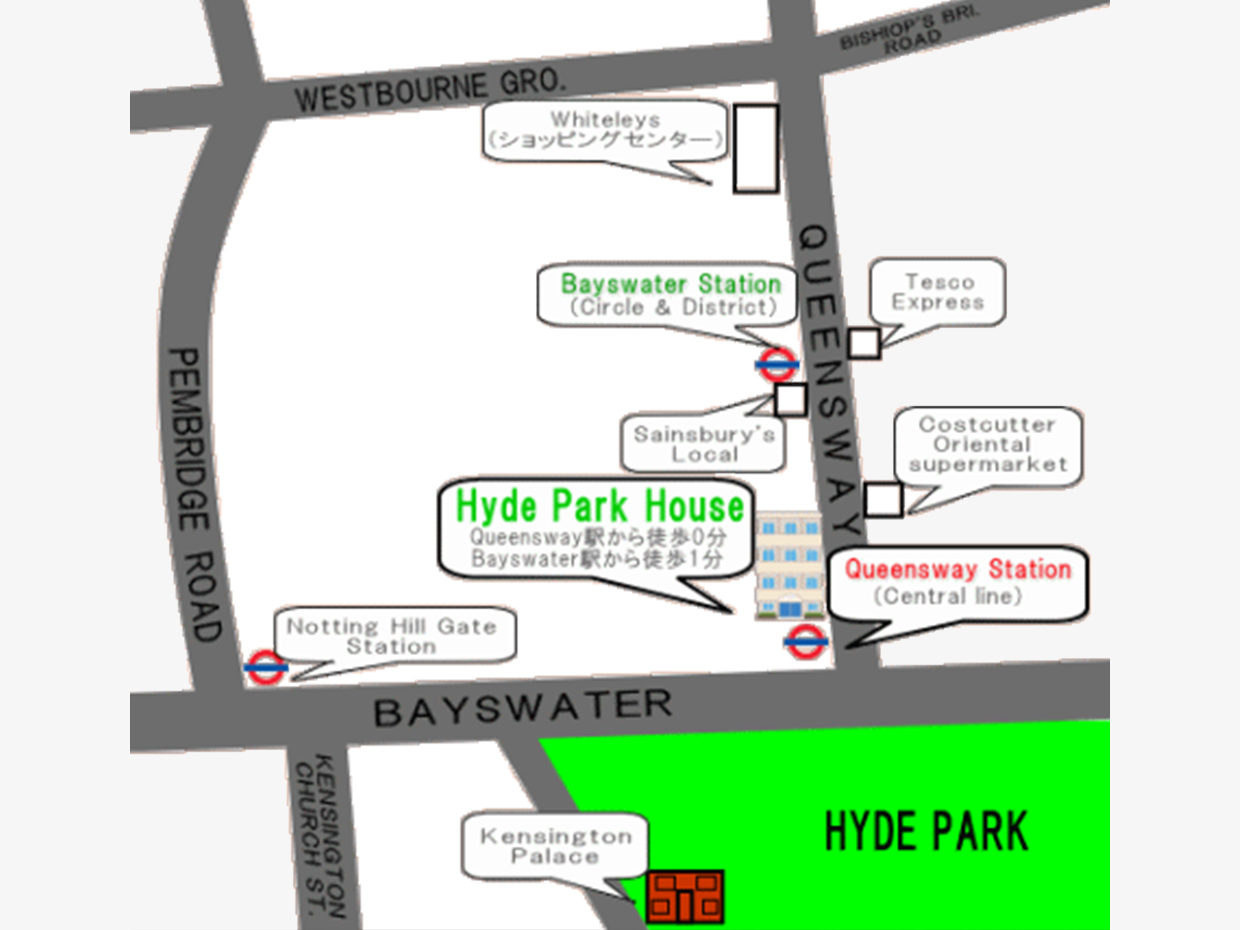 BISHOP'S BRI.
ROAD
WESTBOURNE GRO.
Whiteleys
(ショッピングセンター)
QUEENSWAY
Bayswater Station
(Circle & District)
Tesco
Express
PEMBRIDGE ROAD
Sainsbury's
Local
Costcutter
Oriental
supermarket
Hyde Park House
Queensway駅から徒歩0分
Bayswater駅から徒歩1分
Queensway Station
(Central line)
Notting Hill Gate
Station
BAYSWATER
KENSINGTON
CHURCH ST.
HYDE PARK
Kensington
Palace